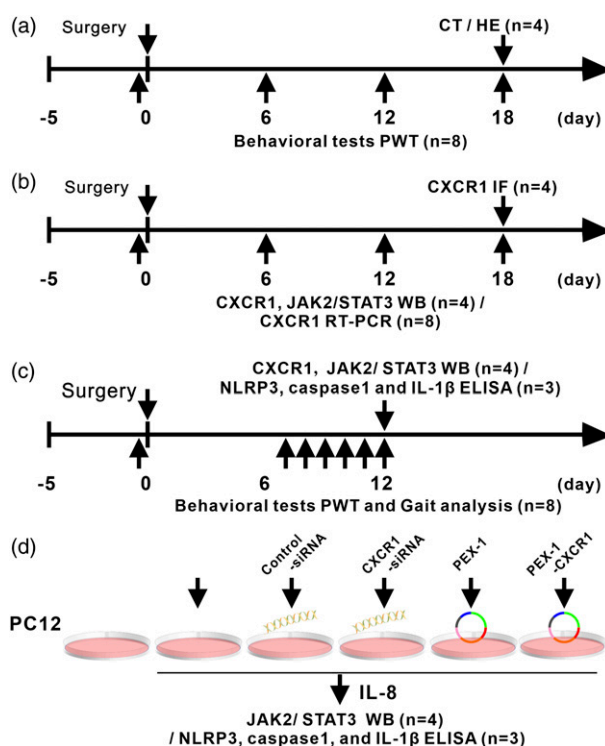 (a)
Surgery
CT / HE (n=4)
-5 0 6 12 18 (day)
Behavioral tests PWT (n=8)
(b)
Surgery
CXCR1 IF (n=4)
-5 0 6 12 18 (day)
CXCR1, JAK2/STAT3 WB (n=4) /
CXCR1 RT-PCR (n=8)
(c)
CXCR1, JAK2/ STAT3 WB (n=4) /
Surgery
NLRP3, caspase1 and IL-1β ELISA (n=3)
-5 0 6 12 (day)
Behavioral tests PWT and Gait analysis (n=8)
(d)
Control
-siRNA
CXCR1
-siRNA
PEX-1
PEX-1
-CXCR1
PC12
IL-8
JAK2/ STAT3 WB (n=4)
/ NLRP3, caspase1, and IL-1β ELISA (n=3)